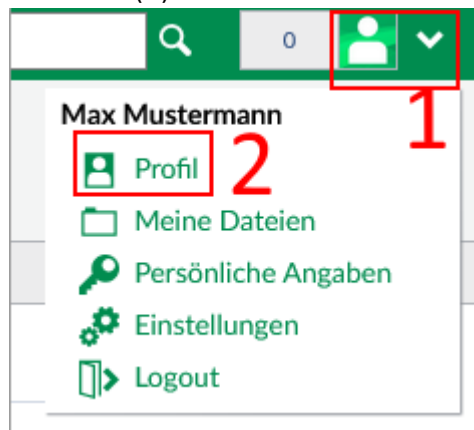 0
1
Max Mustermann
Profil
2
Meine Dateien
Persönliche Angaben
Einstellungen
Logout